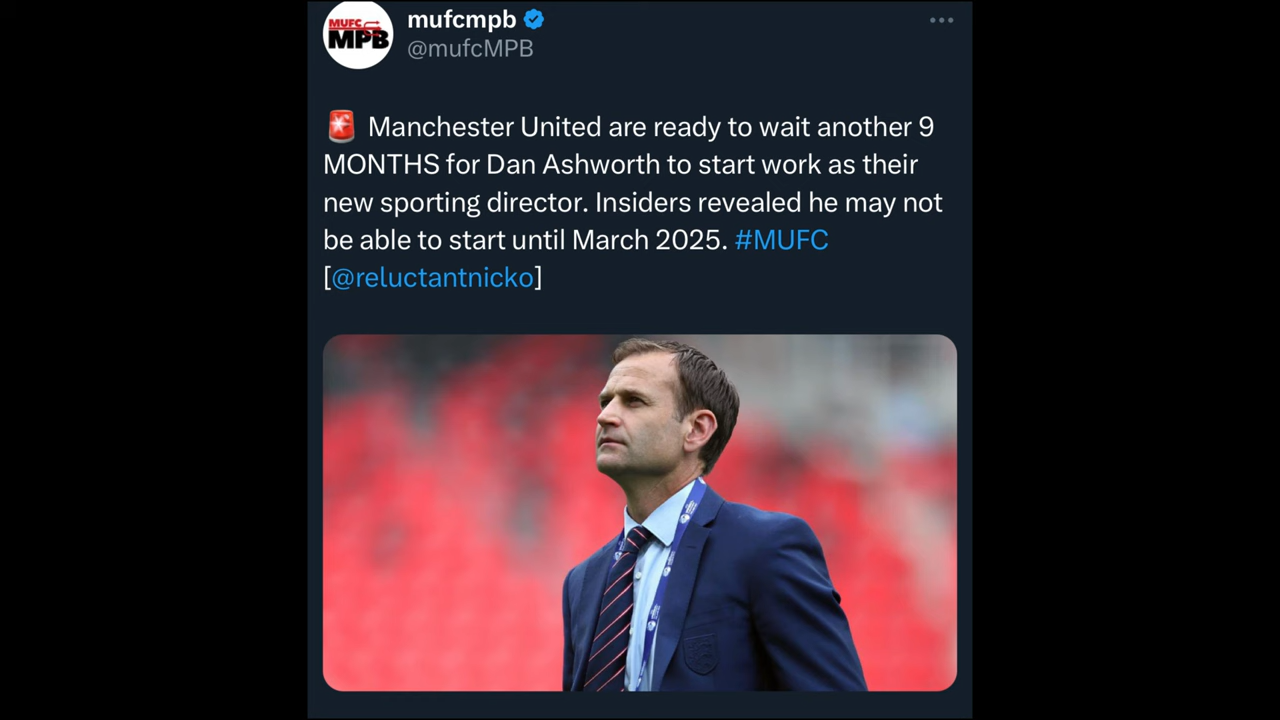 MUFC
MPB
mufcmpb
@mufcMPB
🚨 Manchester United are ready to wait another 9
MONTHS for Dan Ashworth to start work as their
new sporting director. Insiders revealed he may not
be able to start until March 2025. #MUFC
[@reluctantnicko]